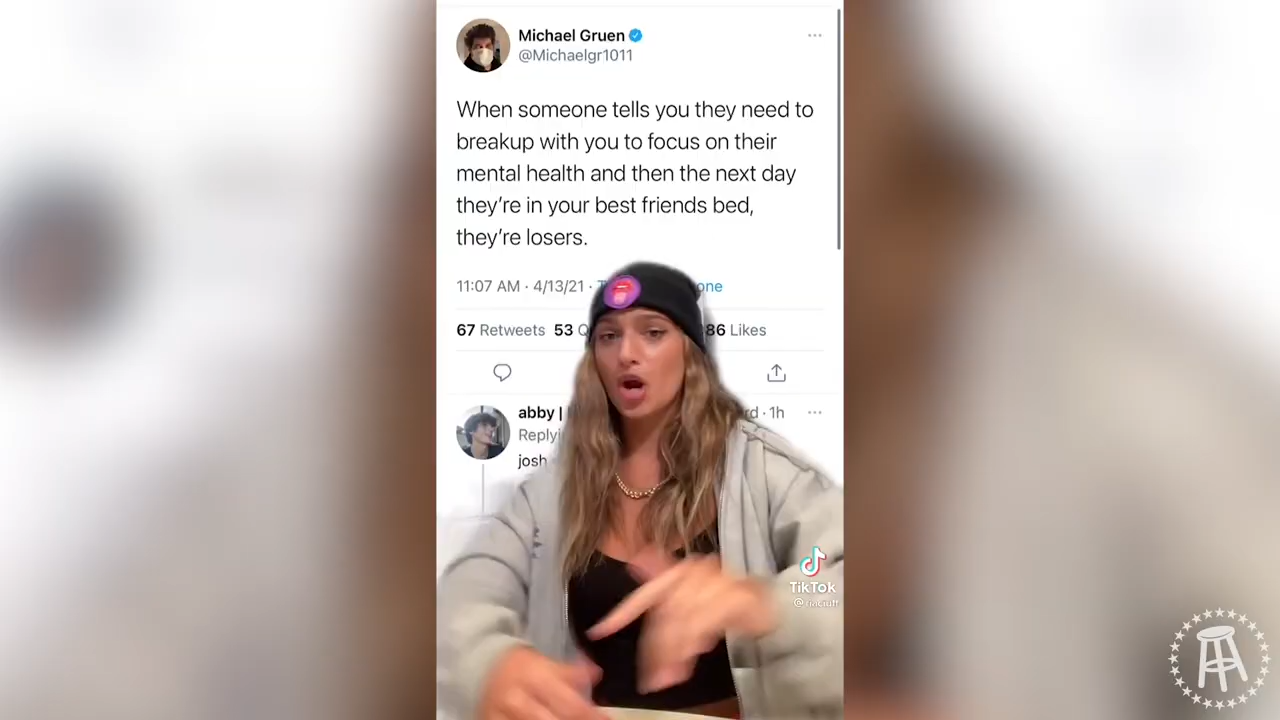 Michael Gruen
@Michaelgr1011
When someone tells you they need to
breakup with you to focus on their
mental health and then the next day
they're in your best friends bed,
they're losers.
11:07 AM · 4/13/21 · one
67 Retweets 53 86 Likes
abby | rd · 1h
Replyi
josh
TikTok